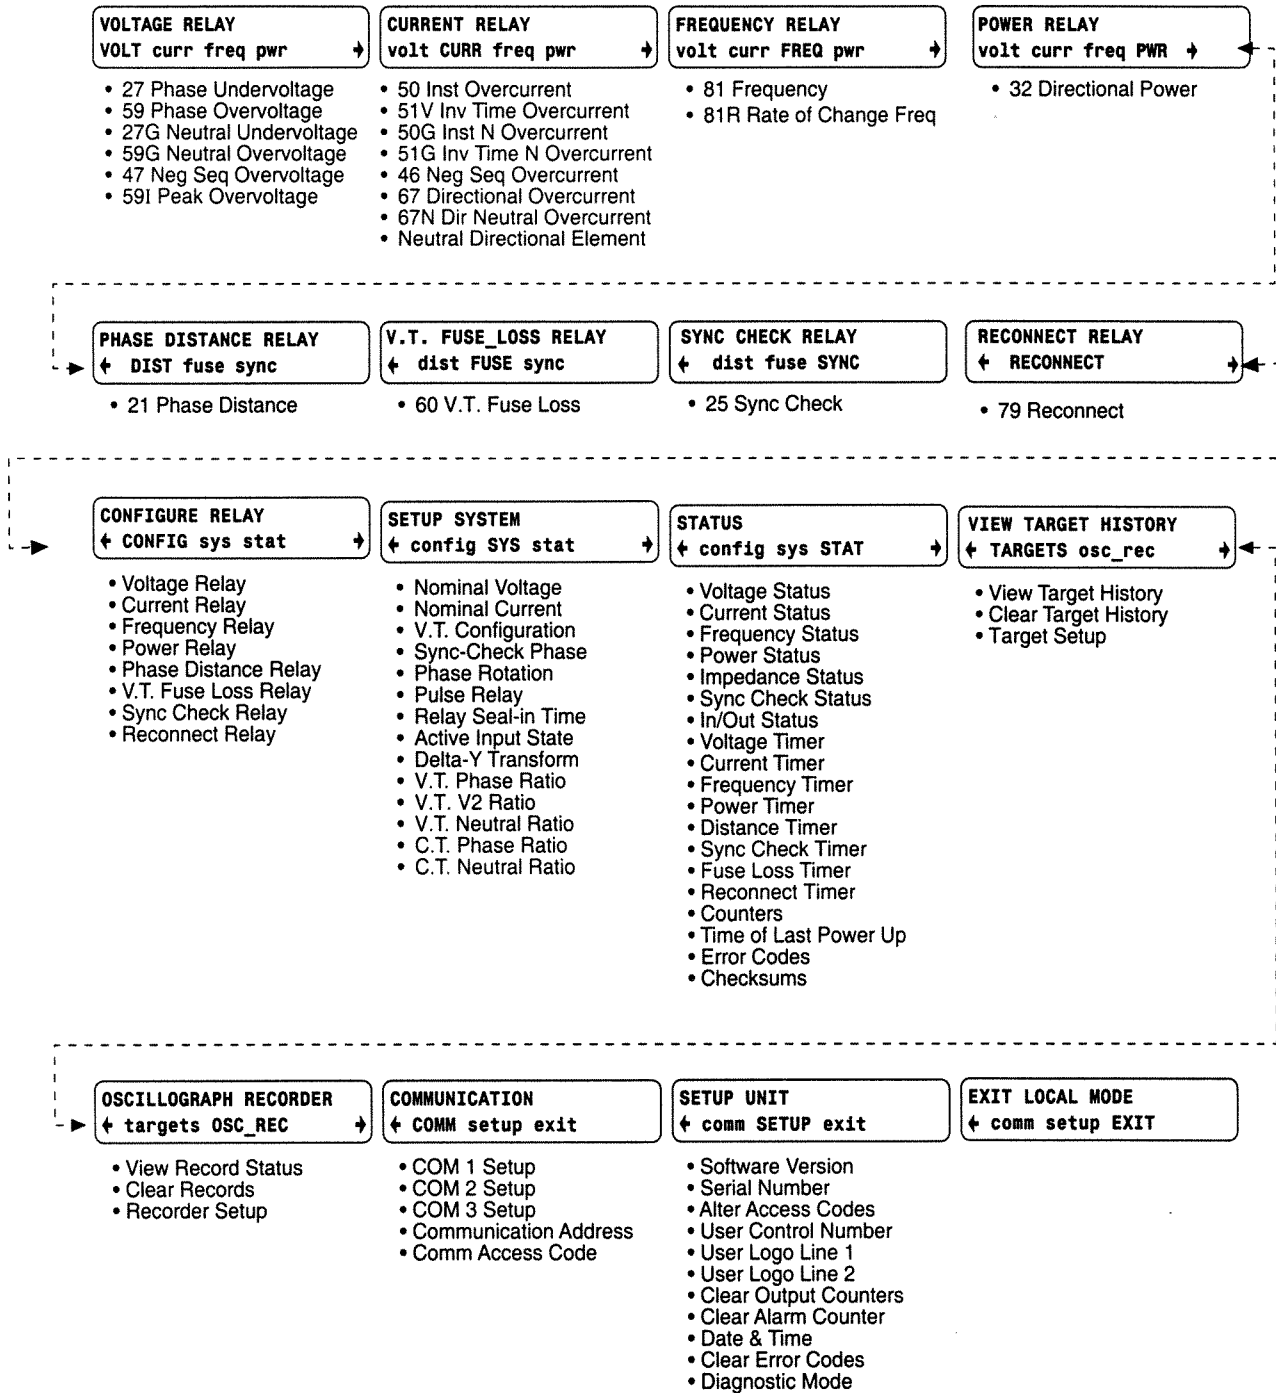 VOLTAGE RELAY
VOLT curr freq pwr →
• 27 Phase Undervoltage
• 59 Phase Overvoltage
• 27G Neutral Undervoltage
• 59G Neutral Overvoltage
• 47 Neg Seq Overvoltage
• 59I Peak Overvoltage
CURRENT RELAY
volt CURR freq pwr →
• 50 Inst Overcurrent
• 51V Inv Time Overcurrent
• 50G Inst N Overcurrent
• 51G Inv Time N Overcurrent
• 46 Neg Seq Overcurrent
• 67 Directional Overcurrent
• 67N Dir Neutral Overcurrent
• Neutral Directional Element
FREQUENCY RELAY
volt curr FREQ pwr →
• 81 Frequency
• 81R Rate of Change Freq
POWER RELAY
volt curr freq PWR →
• 32 Directional Power
PHASE DISTANCE RELAY
← DIST fuse sync
• 21 Phase Distance
V.T. FUSE_LOSS RELAY
← dist FUSE sync
• 60 V.T. Fuse Loss
SYNC CHECK RELAY
← dist fuse SYNC
• 25 Sync Check
RECONNECT RELAY
← RECONNECT →
• 79 Reconnect
CONFIGURE RELAY
← CONFIG sys stat →
• Voltage Relay
• Current Relay
• Frequency Relay
• Power Relay
• Phase Distance Relay
• V.T. Fuse Loss Relay
• Sync Check Relay
• Reconnect Relay
SETUP SYSTEM
← config SYS stat →
• Nominal Voltage
• Nominal Current
• V.T. Configuration
• Sync-Check Phase
• Phase Rotation
• Pulse Relay
• Relay Seal-in Time
• Active Input State
• Delta-Y Transform
• V.T. Phase Ratio
• V.T. V2 Ratio
• V.T. Neutral Ratio
• C.T. Phase Ratio
• C.T. Neutral Ratio
STATUS
← config sys STAT →
• Voltage Status
• Current Status
• Frequency Status
• Power Status
• Impedance Status
• Sync Check Status
• In/Out Status
• Voltage Timer
• Current Timer
• Frequency Timer
• Power Timer
• Distance Timer
• Sync Check Timer
• Fuse Loss Timer
• Reconnect Timer
• Counters
• Time of Last Power Up
• Error Codes
• Checksums
VIEW TARGET HISTORY
← TARGETS osc_rec →
• View Target History
• Clear Target History
• Target Setup
OSCILLOGRAPH RECORDER
← targets OSC_REC →
• View Record Status
• Clear Records
• Recorder Setup
COMMUNICATION
← COMM setup exit
• COM 1 Setup
• COM 2 Setup
• COM 3 Setup
• Communication Address
• Comm Access Code
SETUP UNIT
← comm SETUP exit
• Software Version
• Serial Number
• Alter Access Codes
• User Control Number
• User Logo Line 1
• User Logo Line 2
• Clear Output Counters
• Clear Alarm Counter
• Date & Time
• Clear Error Codes
• Diagnostic Mode
EXIT LOCAL MODE
← comm setup EXIT